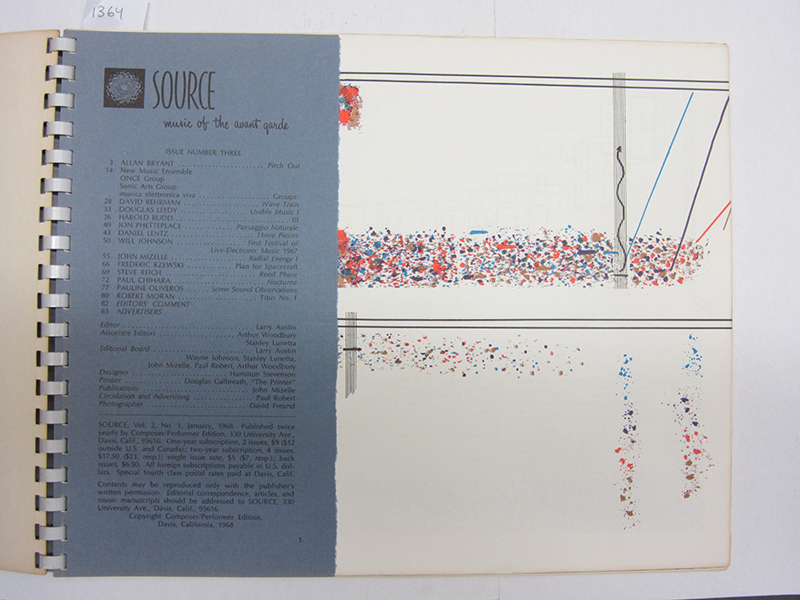 1364
SOURCE
music of the avant garde
ISSUE NUMBER THREE
3 ALLAN BRYANT . . . . . . . . . . . . . . . . . . . . Pitch Out
14 New Music Ensemble
ONCE Group
Sonic Arts Group
musica elettronica viva . . . . . . . . . . . . . . . . . . Groups
28 DAVID BEHRMAN . . . . . . . . . . . . . . . . Wave Train
33 DOUGLAS LEEDY . . . . . . . . . . . . . . . Usable Music I
36 HAROLD BUDD . . . . . . . . . . . . . . . . . . . . . . . III
40 JON PHETTEPLACE . . . . . . . . . . Paesaggio Naturale
43 DANIEL LENTZ . . . . . . . . . . . . . . . . . Three Pieces
50 WILL JOHNSON . . . . . . . . . . . . . . First Festival of
Live-Electronic Music 1967
55 JOHN MIZELLE . . . . . . . . . . . . . . . Radial Energy I
66 FREDERIC RZEWSKI . . . . . . . . . . Plan for Spacecraft
69 STEVE REICH . . . . . . . . . . . . . . . . . . . Reed Phase
72 PAUL CHIHARA . . . . . . . . . . . . . . . . . . . Nocturne
77 PAULINE OLIVEROS . . . . . . Some Sound Observations
80 ROBERT MORAN . . . . . . . . . . . . . . . . . Titus No. 1
82 EDITORS' COMMENT
83 ADVERTISERS
Editor . . . . . . . . . . . . . . . . . . . . . . . . . Larry Austin
Associate Editors . . . . . . . . . . . . . . . Arthur Woodbury
Stanley Lunetta
Editorial Board . . . . . . . . . . . . . . . . . . . Larry Austin
Wayne Johnson, Stanley Lunetta,
John Mizelle, Paul Robert, Arthur Woodbury
Designer . . . . . . . . . . . . . . . . . . . Hamilton Stevenson
Printer . . . . . . . . . . . Douglas Galbreath, "The Printer"
Publications . . . . . . . . . . . . . . . . . . . . . John Mizelle
Circulation and Advertising . . . . . . . . . . . Paul Robert
Photographer . . . . . . . . . . . . . . . . . . . . David Freund
SOURCE, Vol. 2, No. 1, January, 1968. Published twice
yearly by Composer/Performer Edition, 330 University Ave.,
Davis, Calif., 95616. One-year subscription, 2 issues, $9 ($12
outside U.S. and Canada); two-year subscription, 4 issues,
$17.50 ($23, resp.); single issue rate, $5 ($7, resp.); back
issues, $6.50. All foreign subscriptions payable in U.S. dol-
lars. Special fourth class postal rates paid at Davis, Calif.
Contents may be reproduced only with the publisher's
written permission. Editorial correspondence, articles, and
music manuscripts should be addressed to SOURCE, 330
University Ave., Davis, Calif., 95616.
Copyright Composer/Performer Edition,
Davis, California, 1968
1